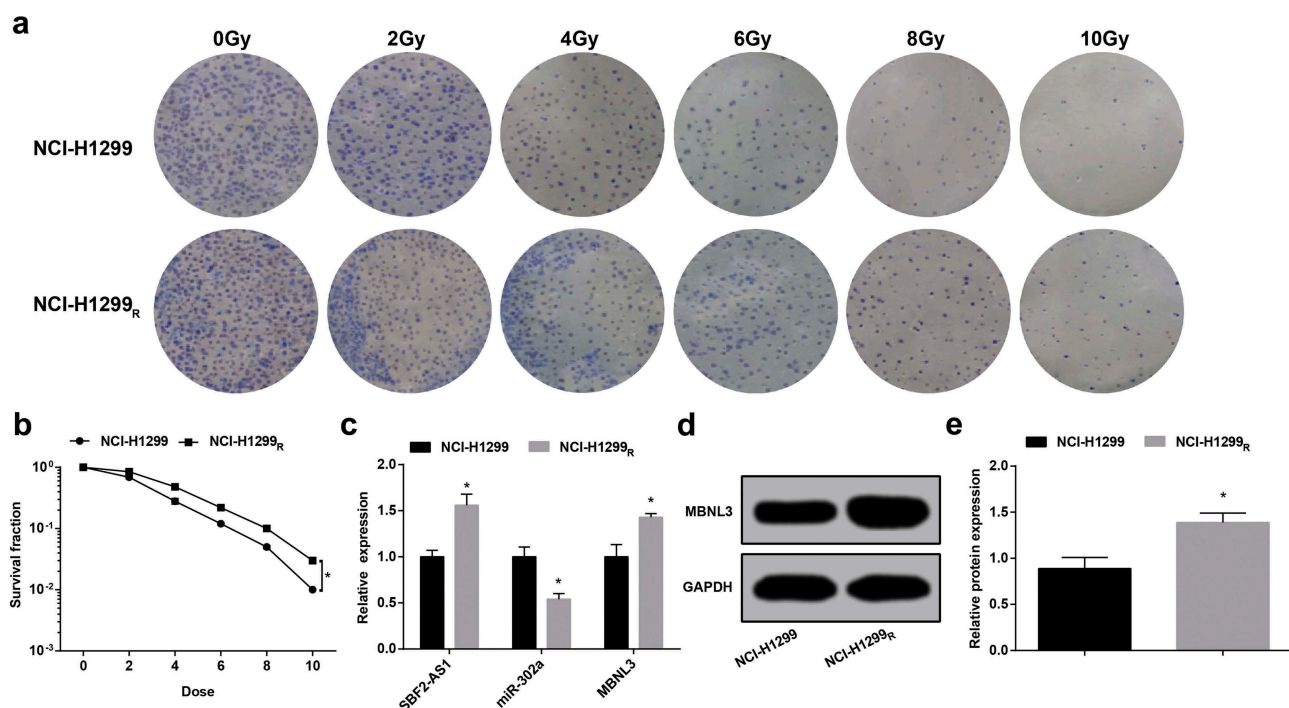 a
0Gy 2Gy 4Gy 6Gy 8Gy 10Gy
NCI-H1299
NCI-H1299R
b
NCI-H1299 NCI-H1299R
Survival fraction
10⁰
10⁻¹
10⁻²
10⁻³
*
0 2 4 6 8 10
Dose
c
NCI-H1299 NCI-H1299R
Relative expression
2.0
1.5
1.0
0.5
0.0
* * *
SBF2-AS1 miR-302a MBNL3
d
MBNL3
GAPDH
NCI-H1299 NCI-H1299R
e
NCI-H1299 NCI-H1299R
Relative protein expression
2.0
1.5
1.0
0.5
0.0
*